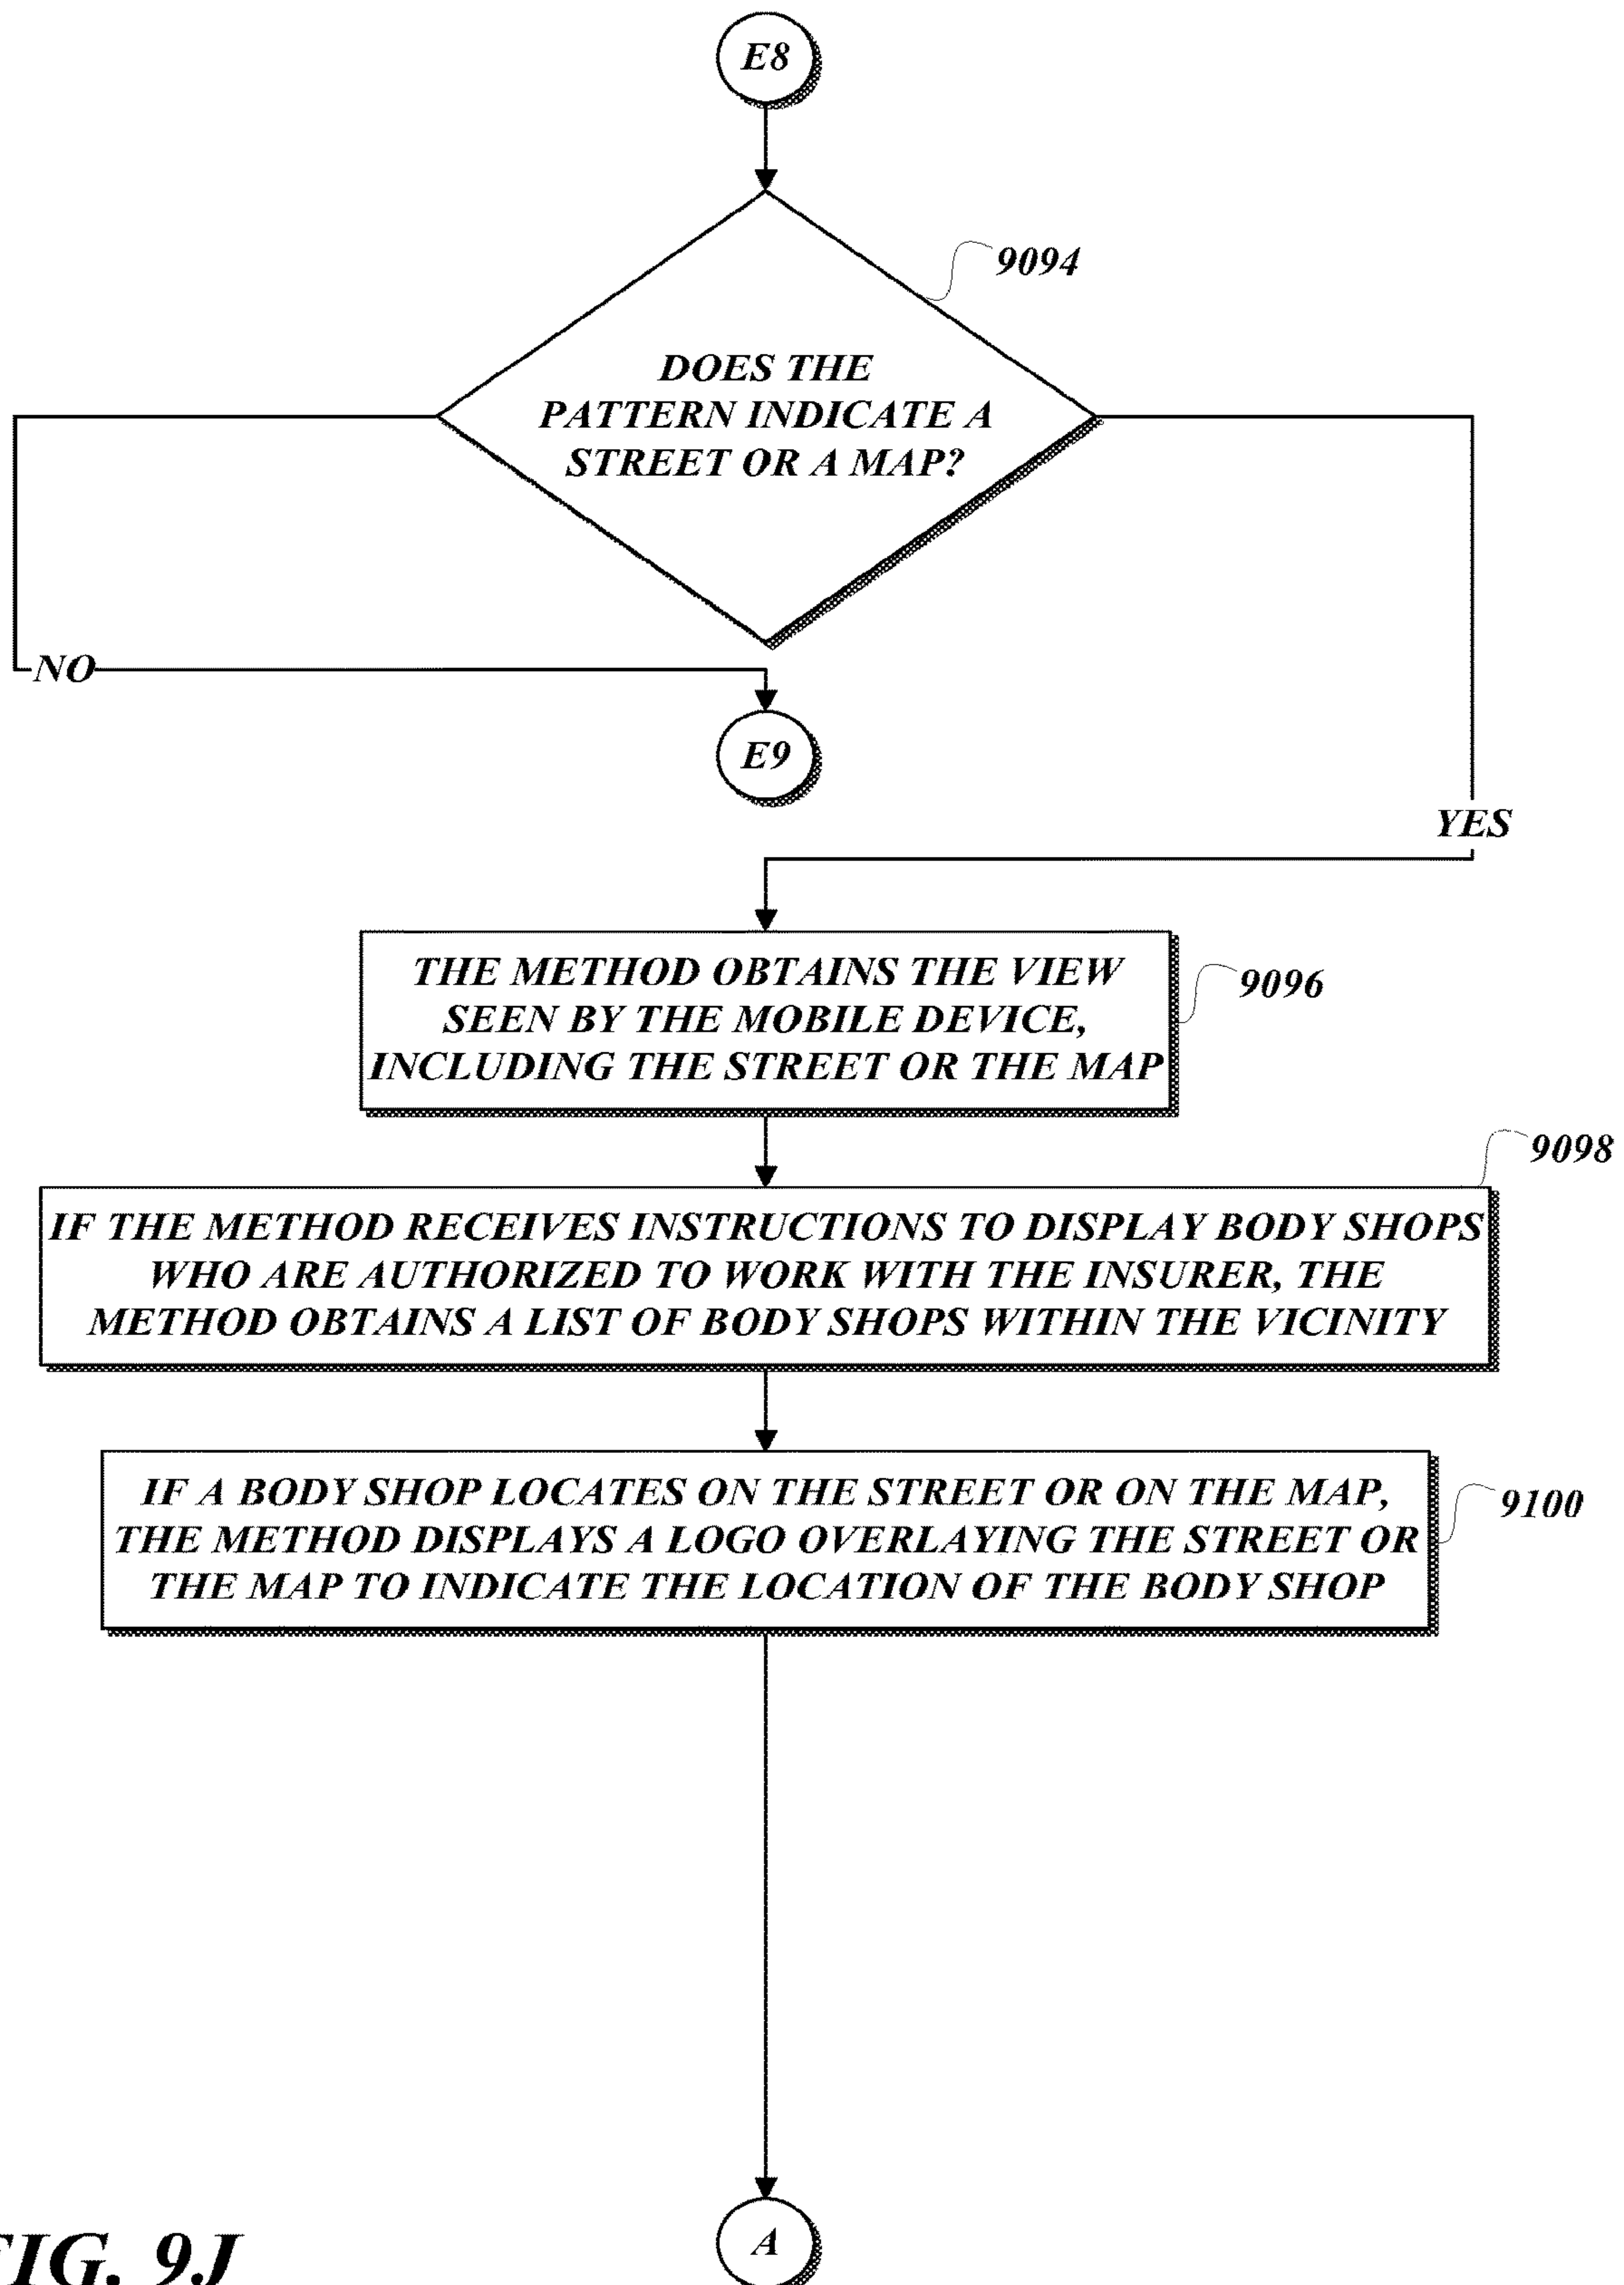 E8
9094
DOES THE
PATTERN INDICATE A
STREET OR A MAP?
NO
E9
YES
THE METHOD OBTAINS THE VIEW
SEEN BY THE MOBILE DEVICE,
INCLUDING THE STREET OR THE MAP
9096
9098
IF THE METHOD RECEIVES INSTRUCTIONS TO DISPLAY BODY SHOPS
WHO ARE AUTHORIZED TO WORK WITH THE INSURER, THE
METHOD OBTAINS A LIST OF BODY SHOPS WITHIN THE VICINITY
IF A BODY SHOP LOCATES ON THE STREET OR ON THE MAP,
THE METHOD DISPLAYS A LOGO OVERLAYING THE STREET OR
THE MAP TO INDICATE THE LOCATION OF THE BODY SHOP
9100
A
FIG. 9J